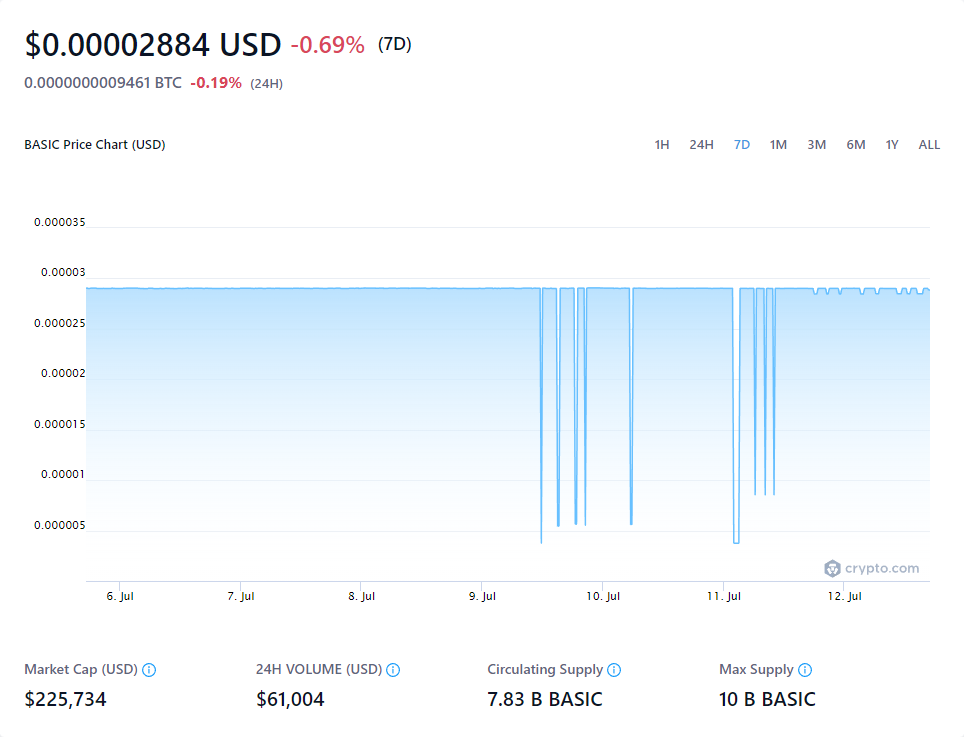 $0.00002884 USD -0.69% (7D)
0.0000000009461 BTC -0.19% (24H)
BASIC Price Chart (USD) 1H 24H 7D 1M 3M 6M 1Y ALL
0.000035
0.00003
0.000025
0.00002
0.000015
0.00001
0.000005
crypto.com
6. Jul 7. Jul 8. Jul 9. Jul 10. Jul 11. Jul 12. Jul
Market Cap (USD) 24H VOLUME (USD) Circulating Supply Max Supply
$225,734 $61,004 7.83 B BASIC 10 B BASIC